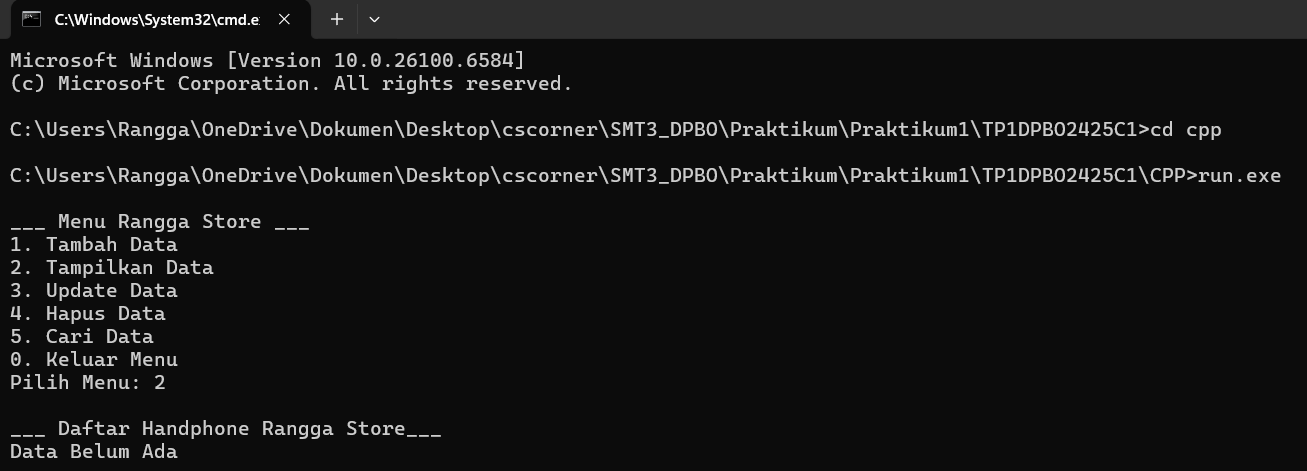 C:\Windows\System32\cmd.e
Microsoft Windows [Version 10.0.26100.6584]
(c) Microsoft Corporation. All rights reserved.
C:\Users\Rangga\OneDrive\Dokumen\Desktop\cscorner\SMT3_DPBO\Praktikum\Praktikum1\TP1DPBO2425C1>cd cpp
C:\Users\Rangga\OneDrive\Dokumen\Desktop\cscorner\SMT3_DPBO\Praktikum\Praktikum1\TP1DPBO2425C1\CPP>run.exe
___ Menu Rangga Store ___
1. Tambah Data
2. Tampilkan Data
3. Update Data
4. Hapus Data
5. Cari Data
0. Keluar Menu
Pilih Menu: 2
___ Daftar Handphone Rangga Store___
Data Belum Ada